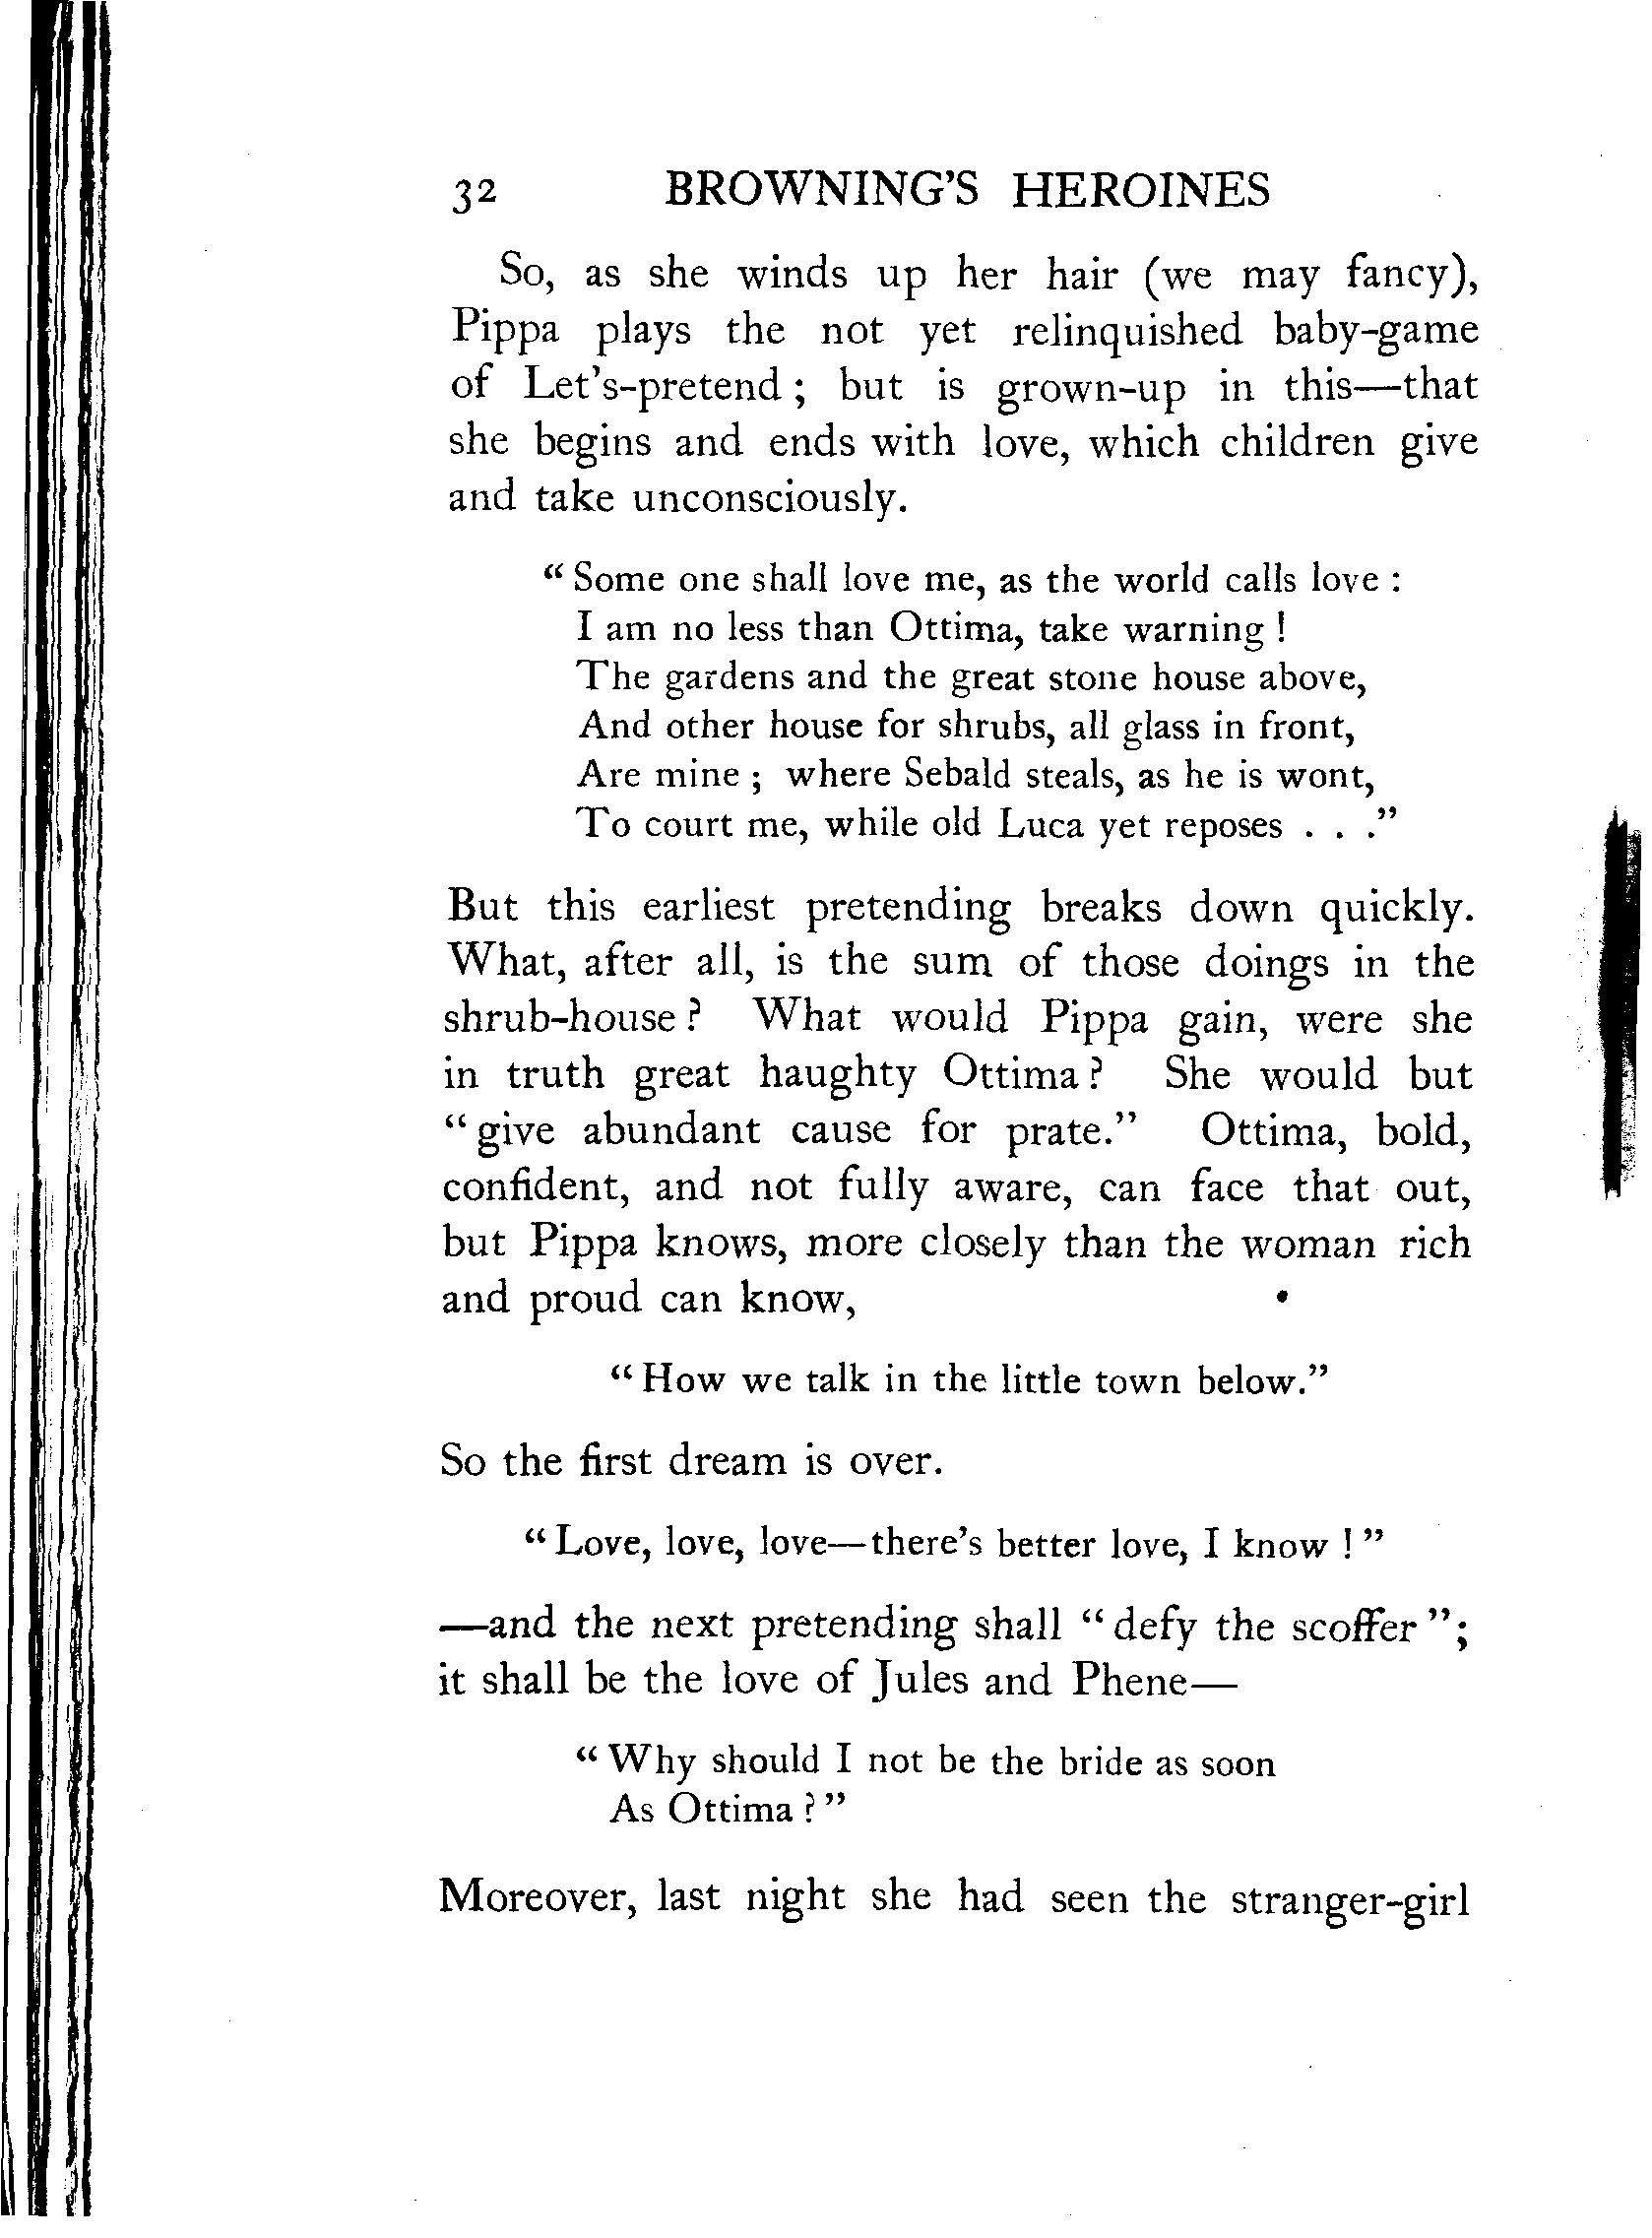 32 BROWNING'S HEROINES
So, as she winds up her hair (we may fancy),
Pippa plays the not yet relinquished baby-game
of Let's-pretend ; but is grown-up in this—that
she begins and ends with love, which children give
and take unconsciously.
“ Some one shall love me, as the world calls love :
I am no less than Ottima, take warning !
The gardens and the great stone house above,
And other house for shrubs, all glass in front,
Are mine ; where Sebald steals, as he is wont,
To court me, while old Luca yet reposes . . .”
But this earliest pretending breaks down quickly.
What, after all, is the sum of those doings in the
shrub-house ? What would Pippa gain, were she
in truth great haughty Ottima ? She would but
“ give abundant cause for prate.” Ottima, bold,
confident, and not fully aware, can face that out,
but Pippa knows, more closely than the woman rich
and proud can know,
“ How we talk in the little town below.”
So the first dream is over.
“ Love, love, love—there's better love, I know ! ”
—and the next pretending shall “ defy the scoffer ”;
it shall be the love of Jules and Phene—
“ Why should I not be the bride as soon
As Ottima ? ”
Moreover, last night she had seen the stranger-girl